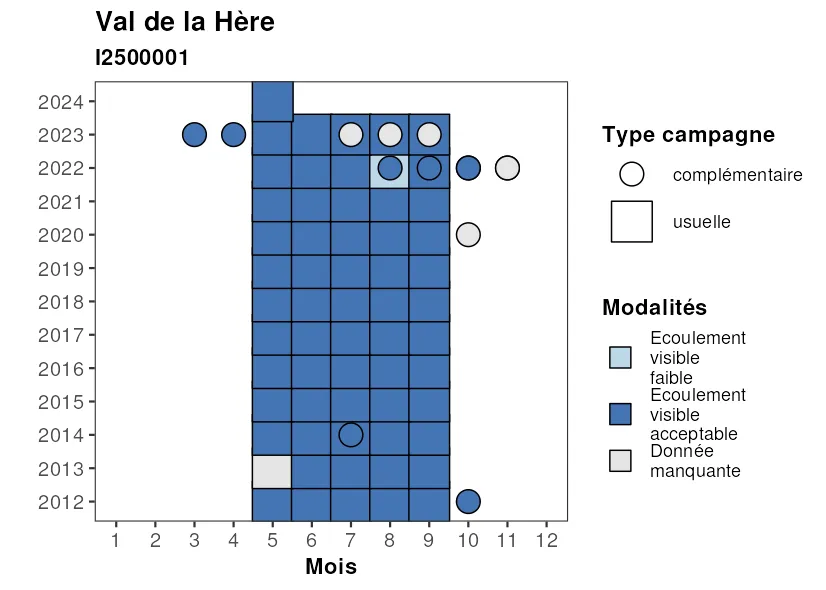 Val de la Hère
I2500001
2024
2023
2022
2021
2020
2019
2018
2017
2016
2015
2014
2013
2012
1 2 3 4 5 6 7 8 9 10 11 12
Mois
Type campagne
complémentaire
usuelle
Modalités
Ecoulement
visible
faible
Ecoulement
visible
acceptable
Donnée
manquante